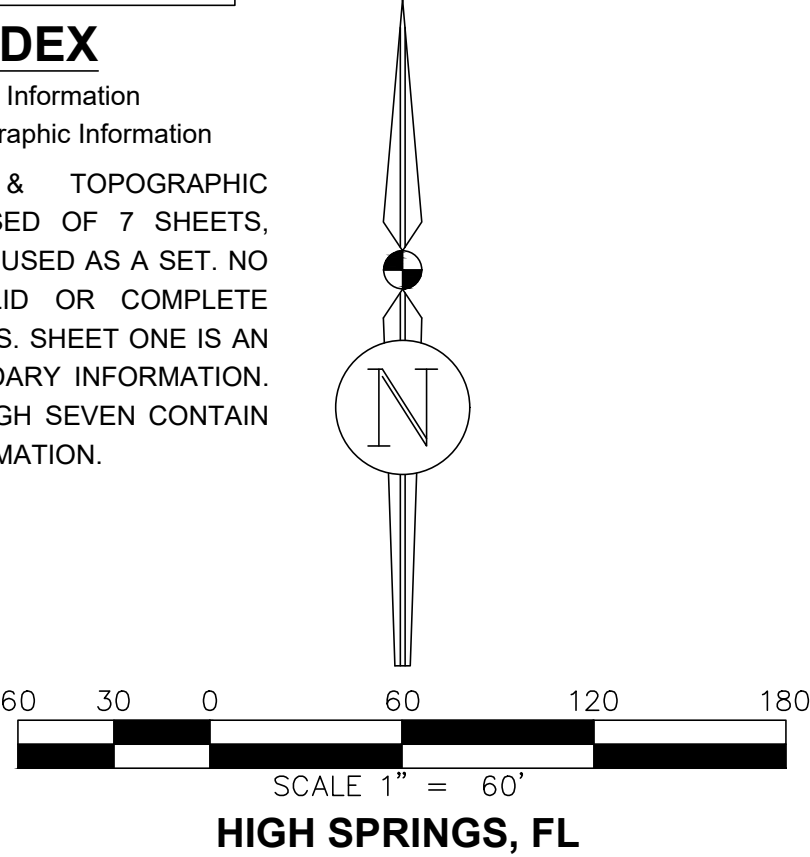 DEX
Information
raphic Information
& TOPOGRAPHIC
SED OF 7 SHEETS,
USED AS A SET. NO
LID OR COMPLETE
S. SHEET ONE IS AN
DARY INFORMATION.
GH SEVEN CONTAIN
MATION.
N
60 30 0 60 120 180
SCALE 1" = 60'
HIGH SPRINGS, FL